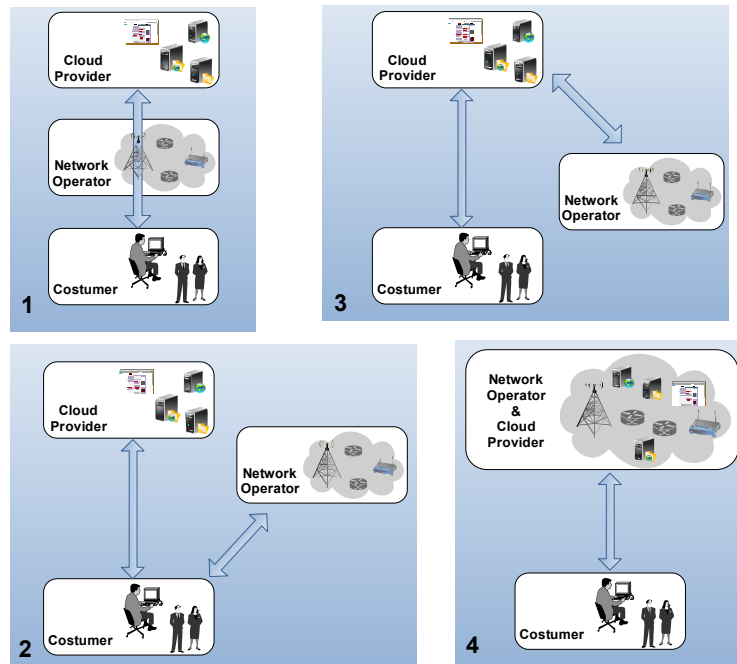 Cloud
Provider
Network
Operator
Costumer
1
Cloud
Provider
Network
Operator
Costumer
3
Cloud
Provider
Network
Operator
Costumer
2
Network
Operator
&
Cloud
Provider
Costumer
4